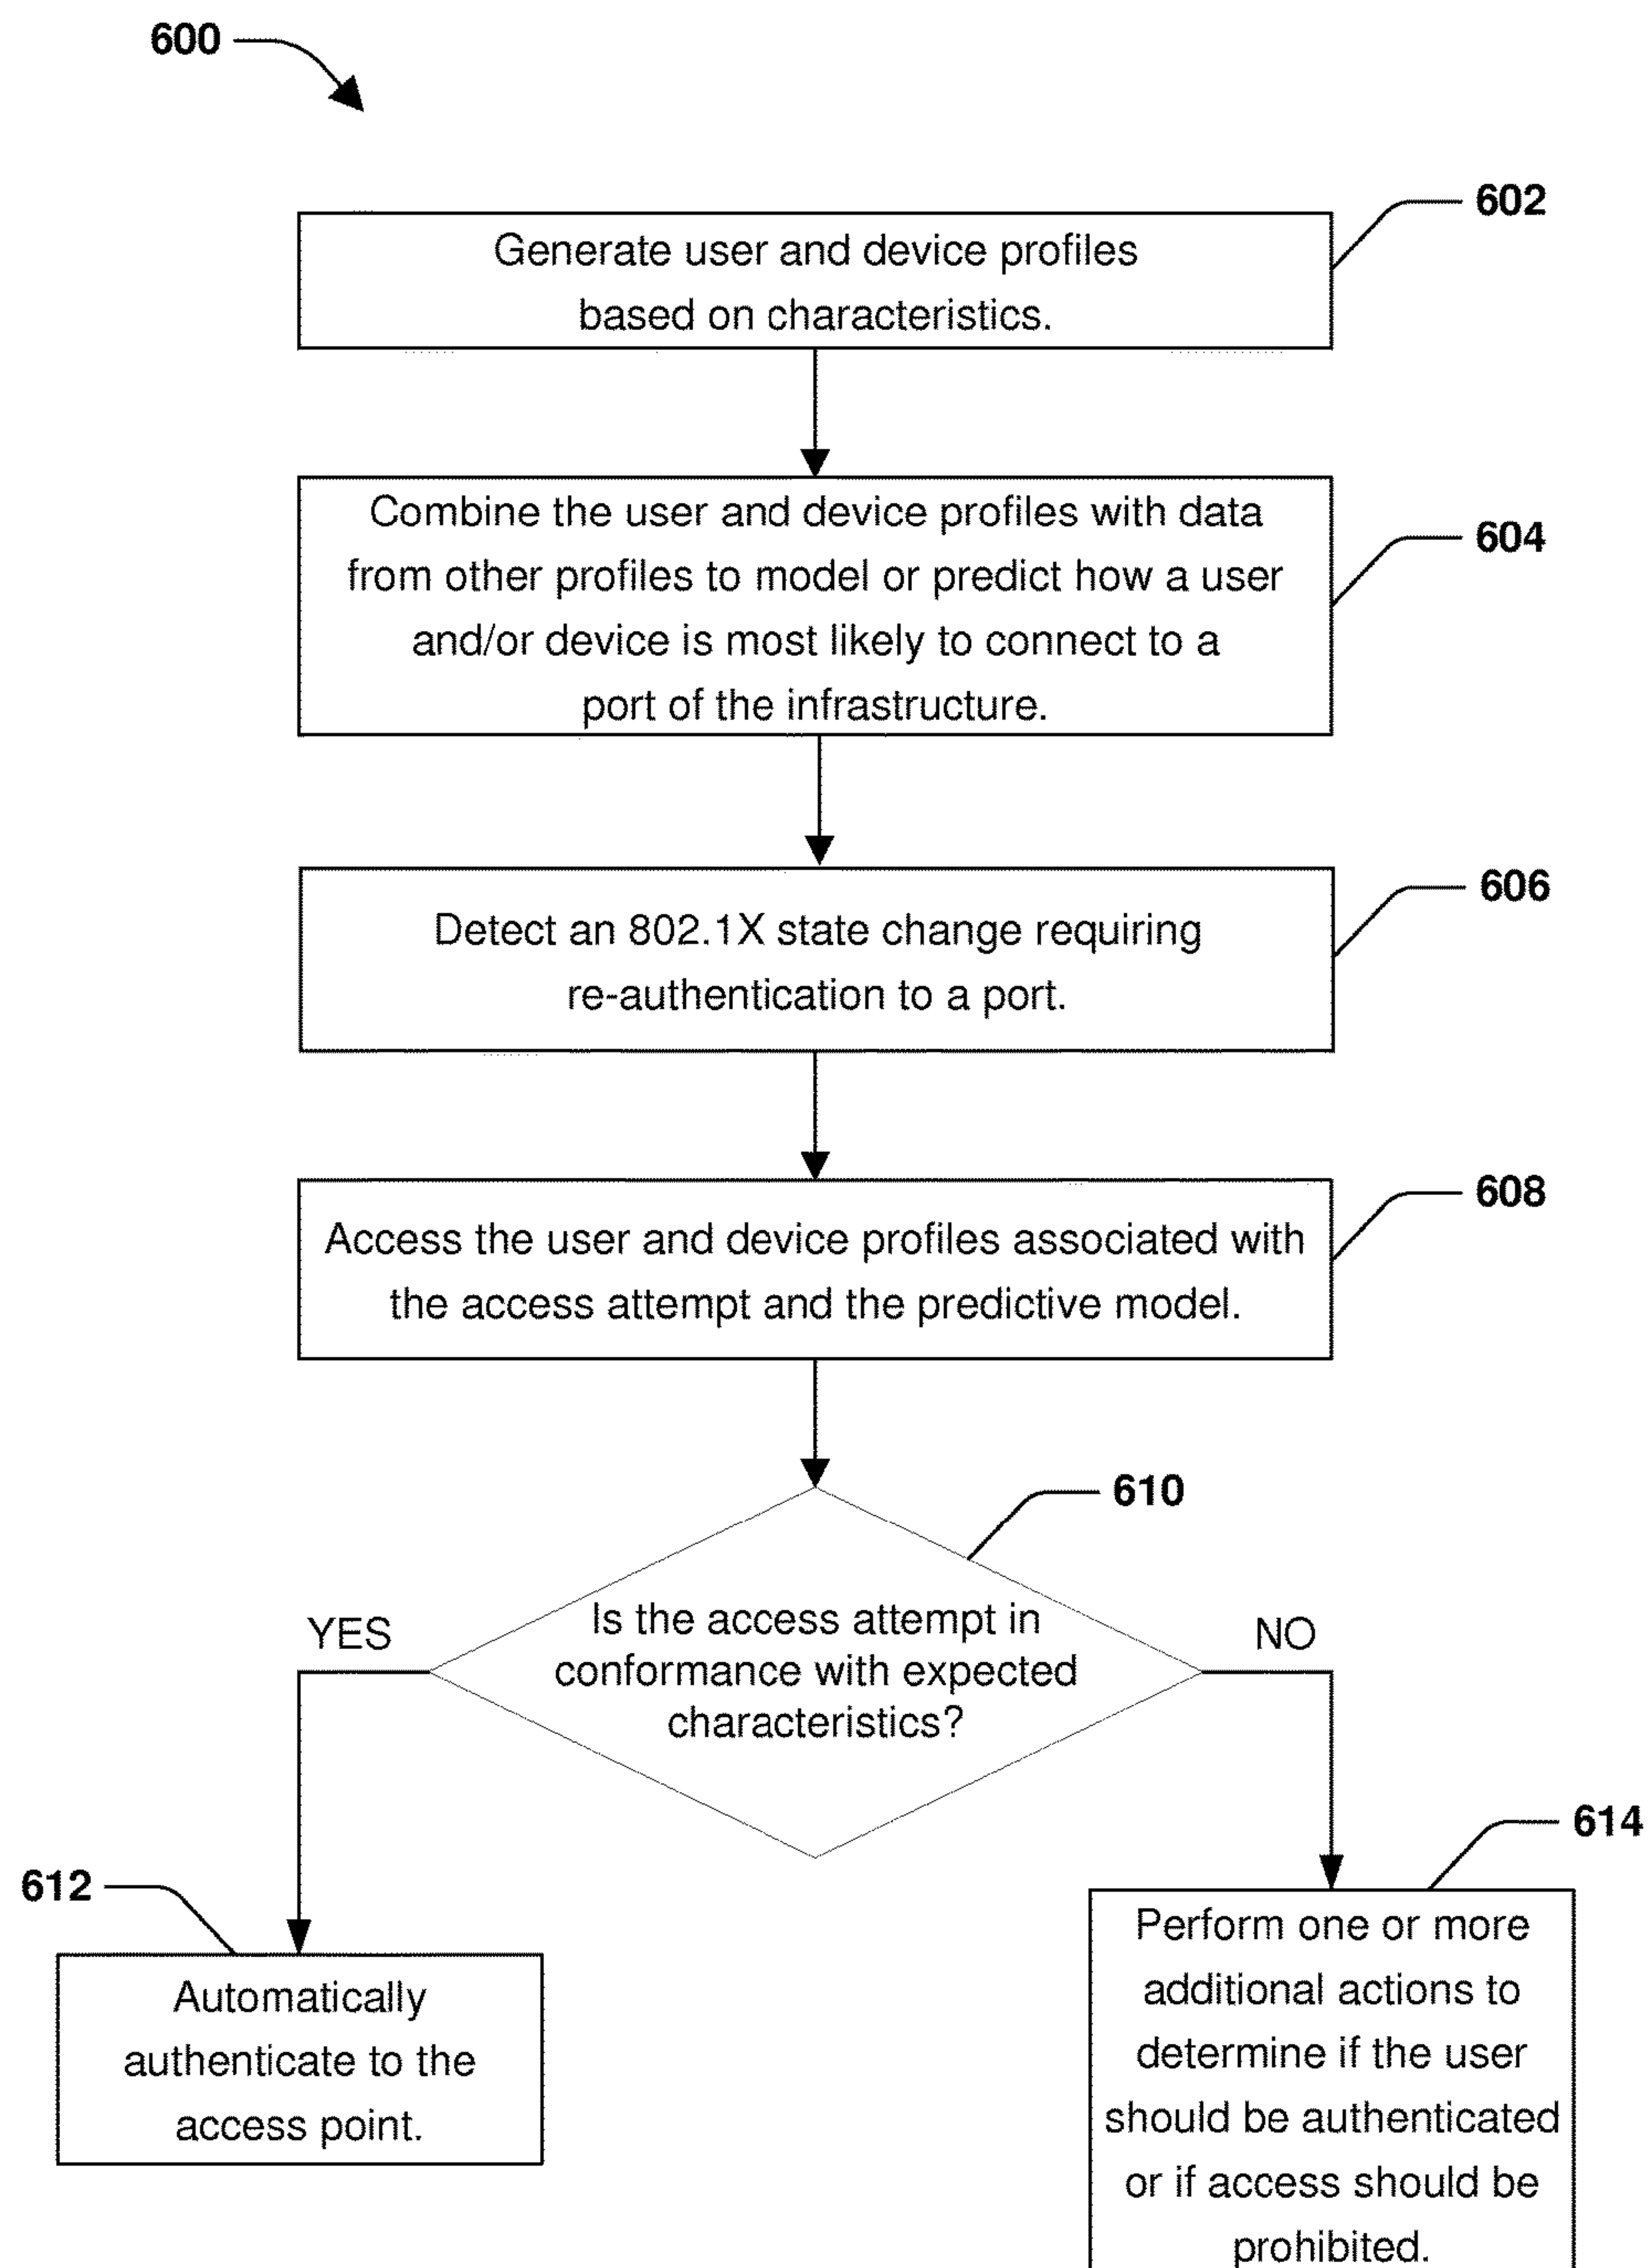 600
602
Generate user and device profiles
based on characteristics.
604
Combine the user and device profiles with data
from other profiles to model or predict how a user
and/or device is most likely to connect to a
port of the infrastructure.
606
Detect an 802.1X state change requiring
re-authentication to a port.
608
Access the user and device profiles associated with
the access attempt and the predictive model.
610
Is the access attempt in
conformance with expected
characteristics?
YES
NO
612
Automatically
authenticate to the
access point.
614
Perform one or more
additional actions to
determine if the user
should be authenticated
or if access should be
prohibited.